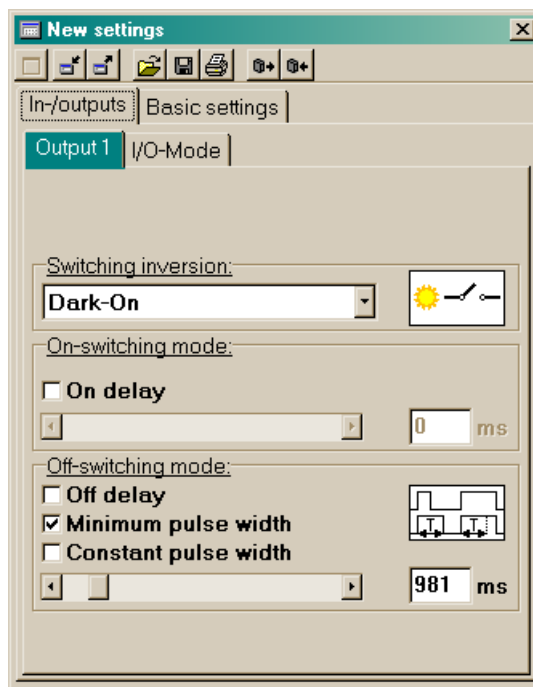 New settings
In-/outputs Basic settings
Output 1 I/O-Mode
Switching inversion:
Dark-On
On-switching mode:
On delay
0 ms
Off-switching mode:
Off delay
Minimum pulse width
T T
Constant pulse width
981 ms